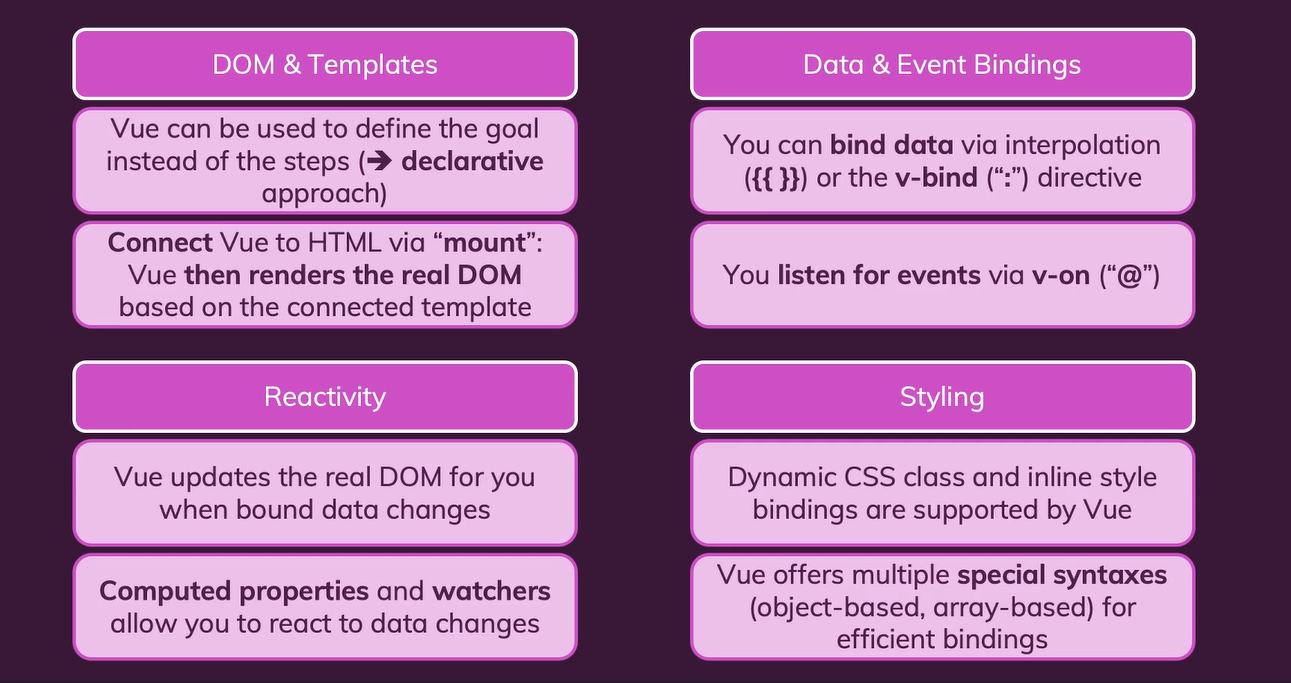 DOM & Templates
Vue can be used to define the goal
instead of the steps (➔ declarative
approach)
Connect Vue to HTML via “mount”:
Vue then renders the real DOM
based on the connected template
Data & Event Bindings
You can bind data via interpolation
({{ }}) or the v-bind (“:”) directive
You listen for events via v-on (“@”)
Reactivity
Vue updates the real DOM for you
when bound data changes
Computed properties and watchers
allow you to react to data changes
Styling
Dynamic CSS class and inline style
bindings are supported by Vue
Vue offers multiple special syntaxes
(object-based, array-based) for
efficient bindings